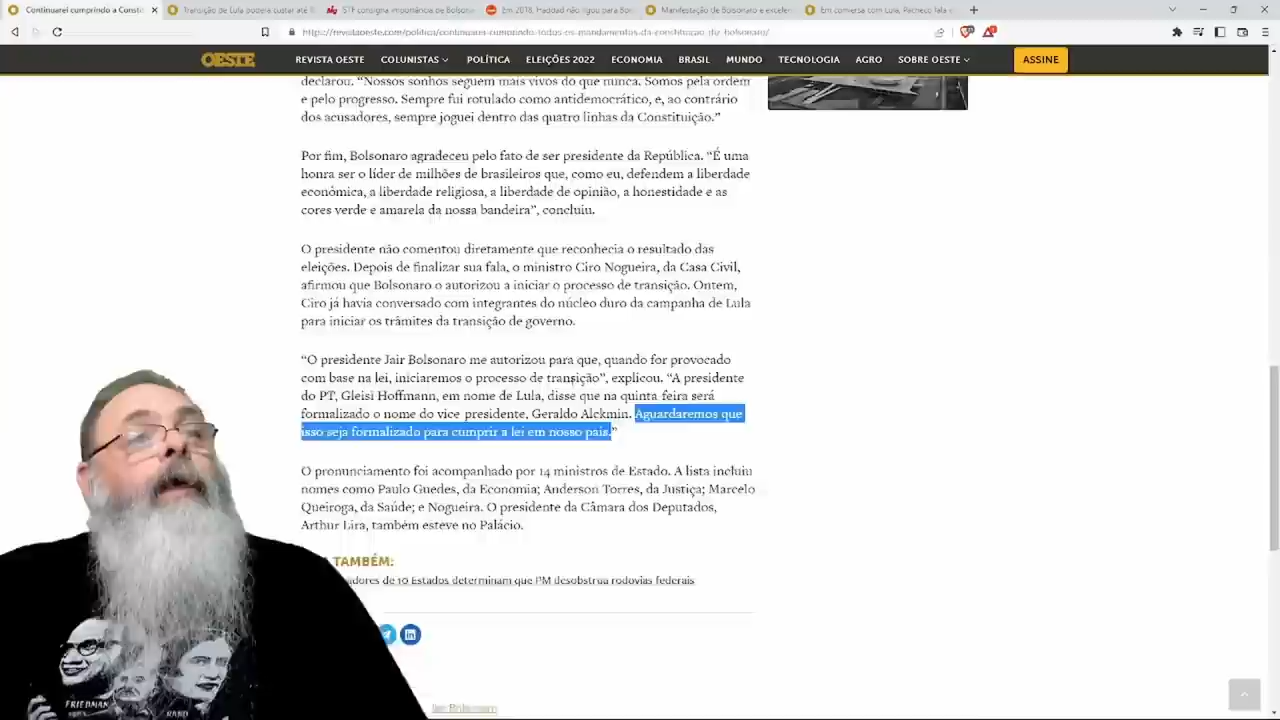 Continuarei cumprindo a Consti
Transição de Lula poderá custar até R
STF consigna importância de Bolson
Em 2018, Haddad não ligou para Bo
Manifestação de Bolsonaro e excelen
Em conversa com Lula, Pacheco fala e
https://revistaoeste.com/politica/continuarei-cumprindo-todos-os-mandamentos-da-constituicao-diz-bolsonaro/
OESTE
REVISTA OESTE COLUNISTAS POLÍTICA ELEIÇÕES 2022 ECONOMIA BRASIL MUNDO TECNOLOGIA AGRO SOBRE OESTE ASSINE
declarou. “Nossos sonhos seguem mais vivos do que nunca. Somos pela ordem
e pelo progresso. Sempre fui rotulado como antidemocrático, e, ao contrário
dos acusadores, sempre joguei dentro das quatro linhas da Constituição.”
Por fim, Bolsonaro agradeceu pelo fato de ser presidente da República. “É uma
honra ser o líder de milhões de brasileiros que, como eu, defendem a liberdade
econômica, a liberdade religiosa, a liberdade de opinião, a honestidade e as
cores verde e amarela da nossa bandeira”, concluiu.
O presidente não comentou diretamente que reconhecia o resultado das
eleições. Depois de finalizar sua fala, o ministro Ciro Nogueira, da Casa Civil,
afirmou que Bolsonaro o autorizou a iniciar o processo de transição. Ontem,
Ciro já havia conversado com integrantes do núcleo duro da campanha de Lula
para iniciar os trâmites da transição de governo.
“O presidente Jair Bolsonaro me autorizou para que, quando for provocado
com base na lei, iniciaremos o processo de transição”, explicou. “A presidente
do PT, Gleisi Hoffmann, em nome de Lula, disse que na quinta feira será
formalizado o nome do vice presidente, Geraldo Alckmin. Aguardaremos que
isso seja formalizado para cumprir a lei em nosso país.”
O pronunciamento foi acompanhado por 14 ministros de Estado. A lista incluiu
nomes como Paulo Guedes, da Economia; Anderson Torres, da Justiça; Marcelo
Queiroga, da Saúde; e Nogueira. O presidente da Câmara dos Deputados,
Arthur Lira, também esteve no Palácio.
TAMBÉM:
adores de 10 Estados determinam que PM desobstrua rodovias federais
Jair Bolsonaro
FRIEDMAN
RAND